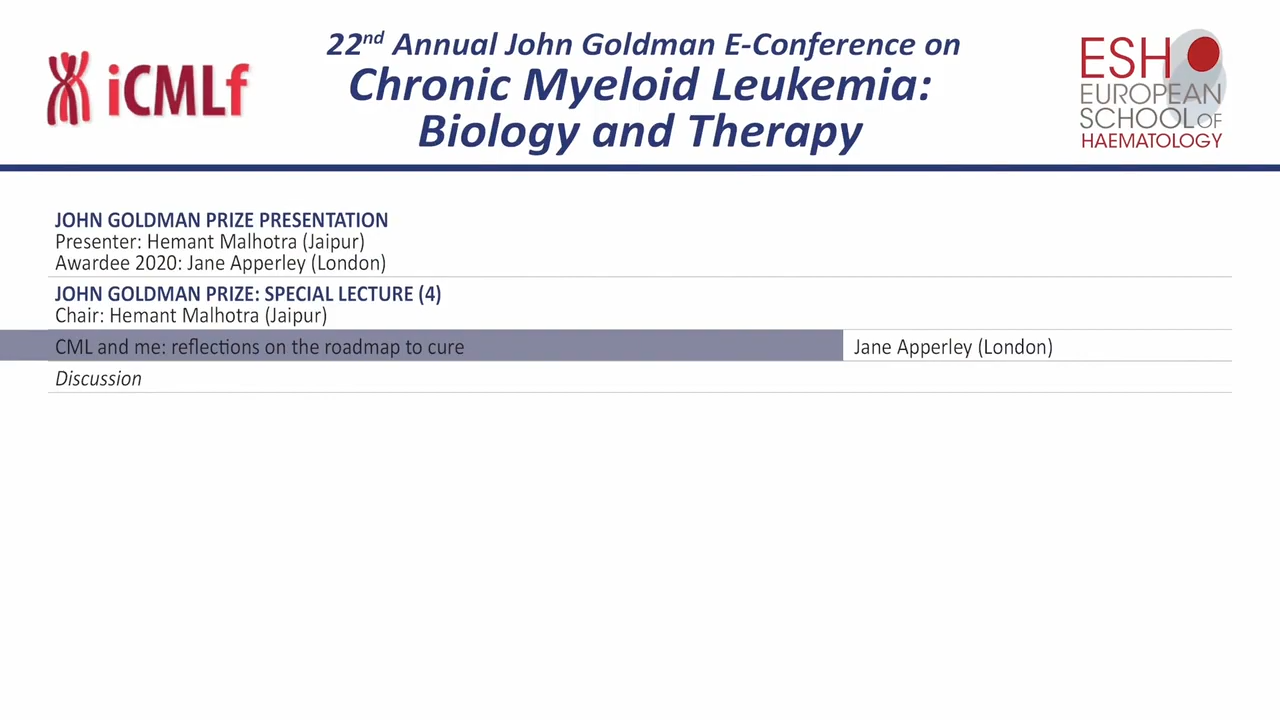 22nd Annual John Goldman E-Conference on
Chronic Myeloid Leukemia:
Biology and Therapy
iCMLf
ESH
EUROPEAN
SCHOOL OF
HAEMATOLOGY
JOHN GOLDMAN PRIZE PRESENTATION
Presenter: Hemant Malhotra (Jaipur)
Awardee 2020: Jane Apperley (London)
JOHN GOLDMAN PRIZE: SPECIAL LECTURE (4)
Chair: Hemant Malhotra (Jaipur)
CML and me: reflections on the roadmap to cure
Jane Apperley (London)
Discussion